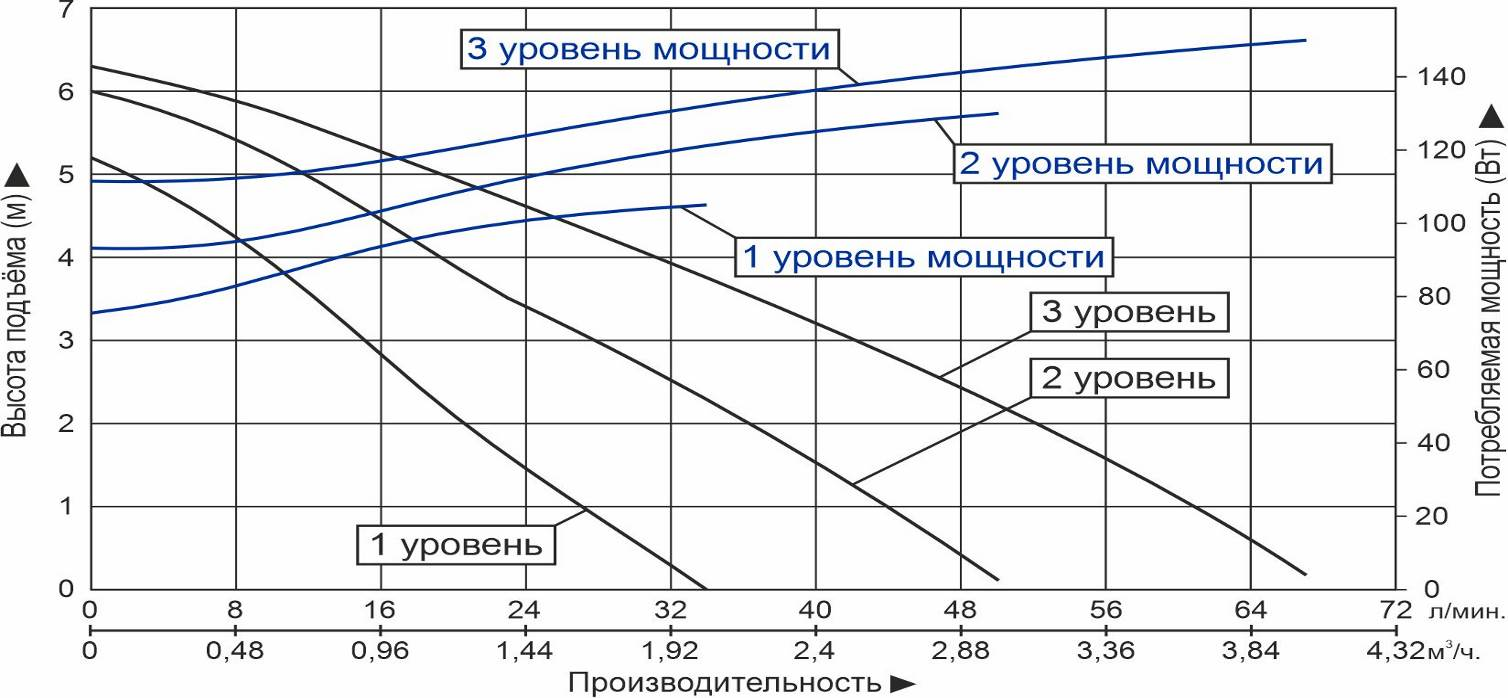 7
6
5
4
3
2
1
0
Высота подъёма (м) ▲
3 уровень мощности
2 уровень мощности
1 уровень мощности
3 уровень
2 уровень
1 уровень
140
120
100
80
60
40
20
0
Потребляемая мощность (Вт) ▲
0 8 16 24 32 40 48 56 64 72 л/мин.
0 0,48 0,96 1,44 1,92 2,4 2,88 3,36 3,84 4,32 м³/ч.
Производительность ►